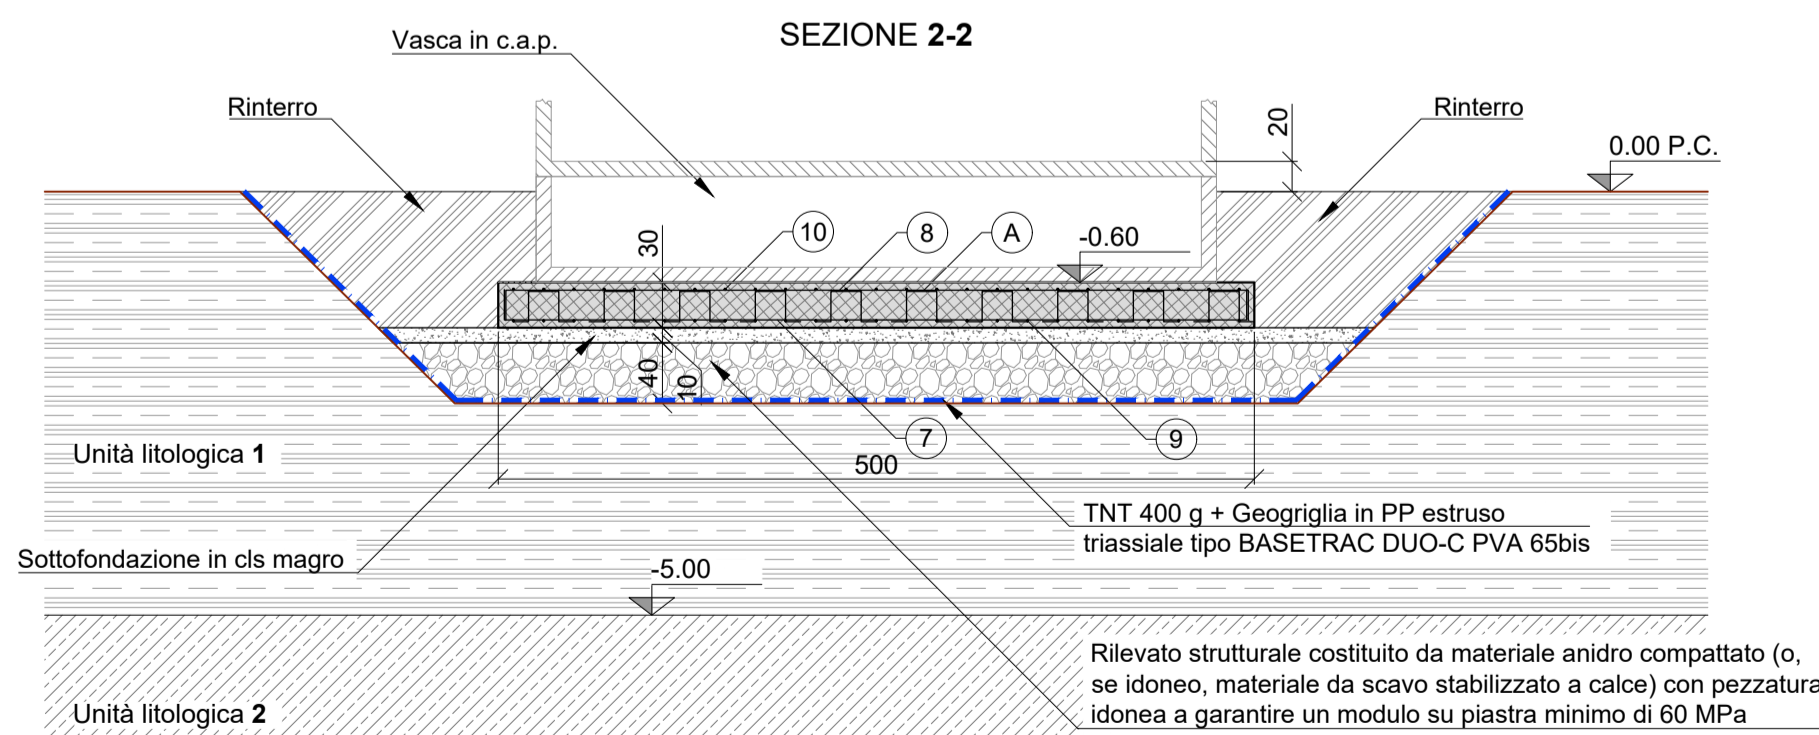 SEZIONE 2-2
Vasca in c.a.p.
Rinterro
Rinterro
20
0.00 P.C.
10
8
A
-0.60
30
40
10
7
9
500
Unità litologica 1
TNT 400 g + Geogriglia in PP estruso
triassiale tipo BASETRAC DUO-C PVA 65bis
Sottofondazione in cls magro
-5.00
Rilevato strutturale costituito da materiale anidro compattato (o,
se idoneo, materiale da scavo stabilizzato a calce) con pezzatura
idonea a garantire un modulo su piastra minimo di 60 MPa
Unità litologica 2